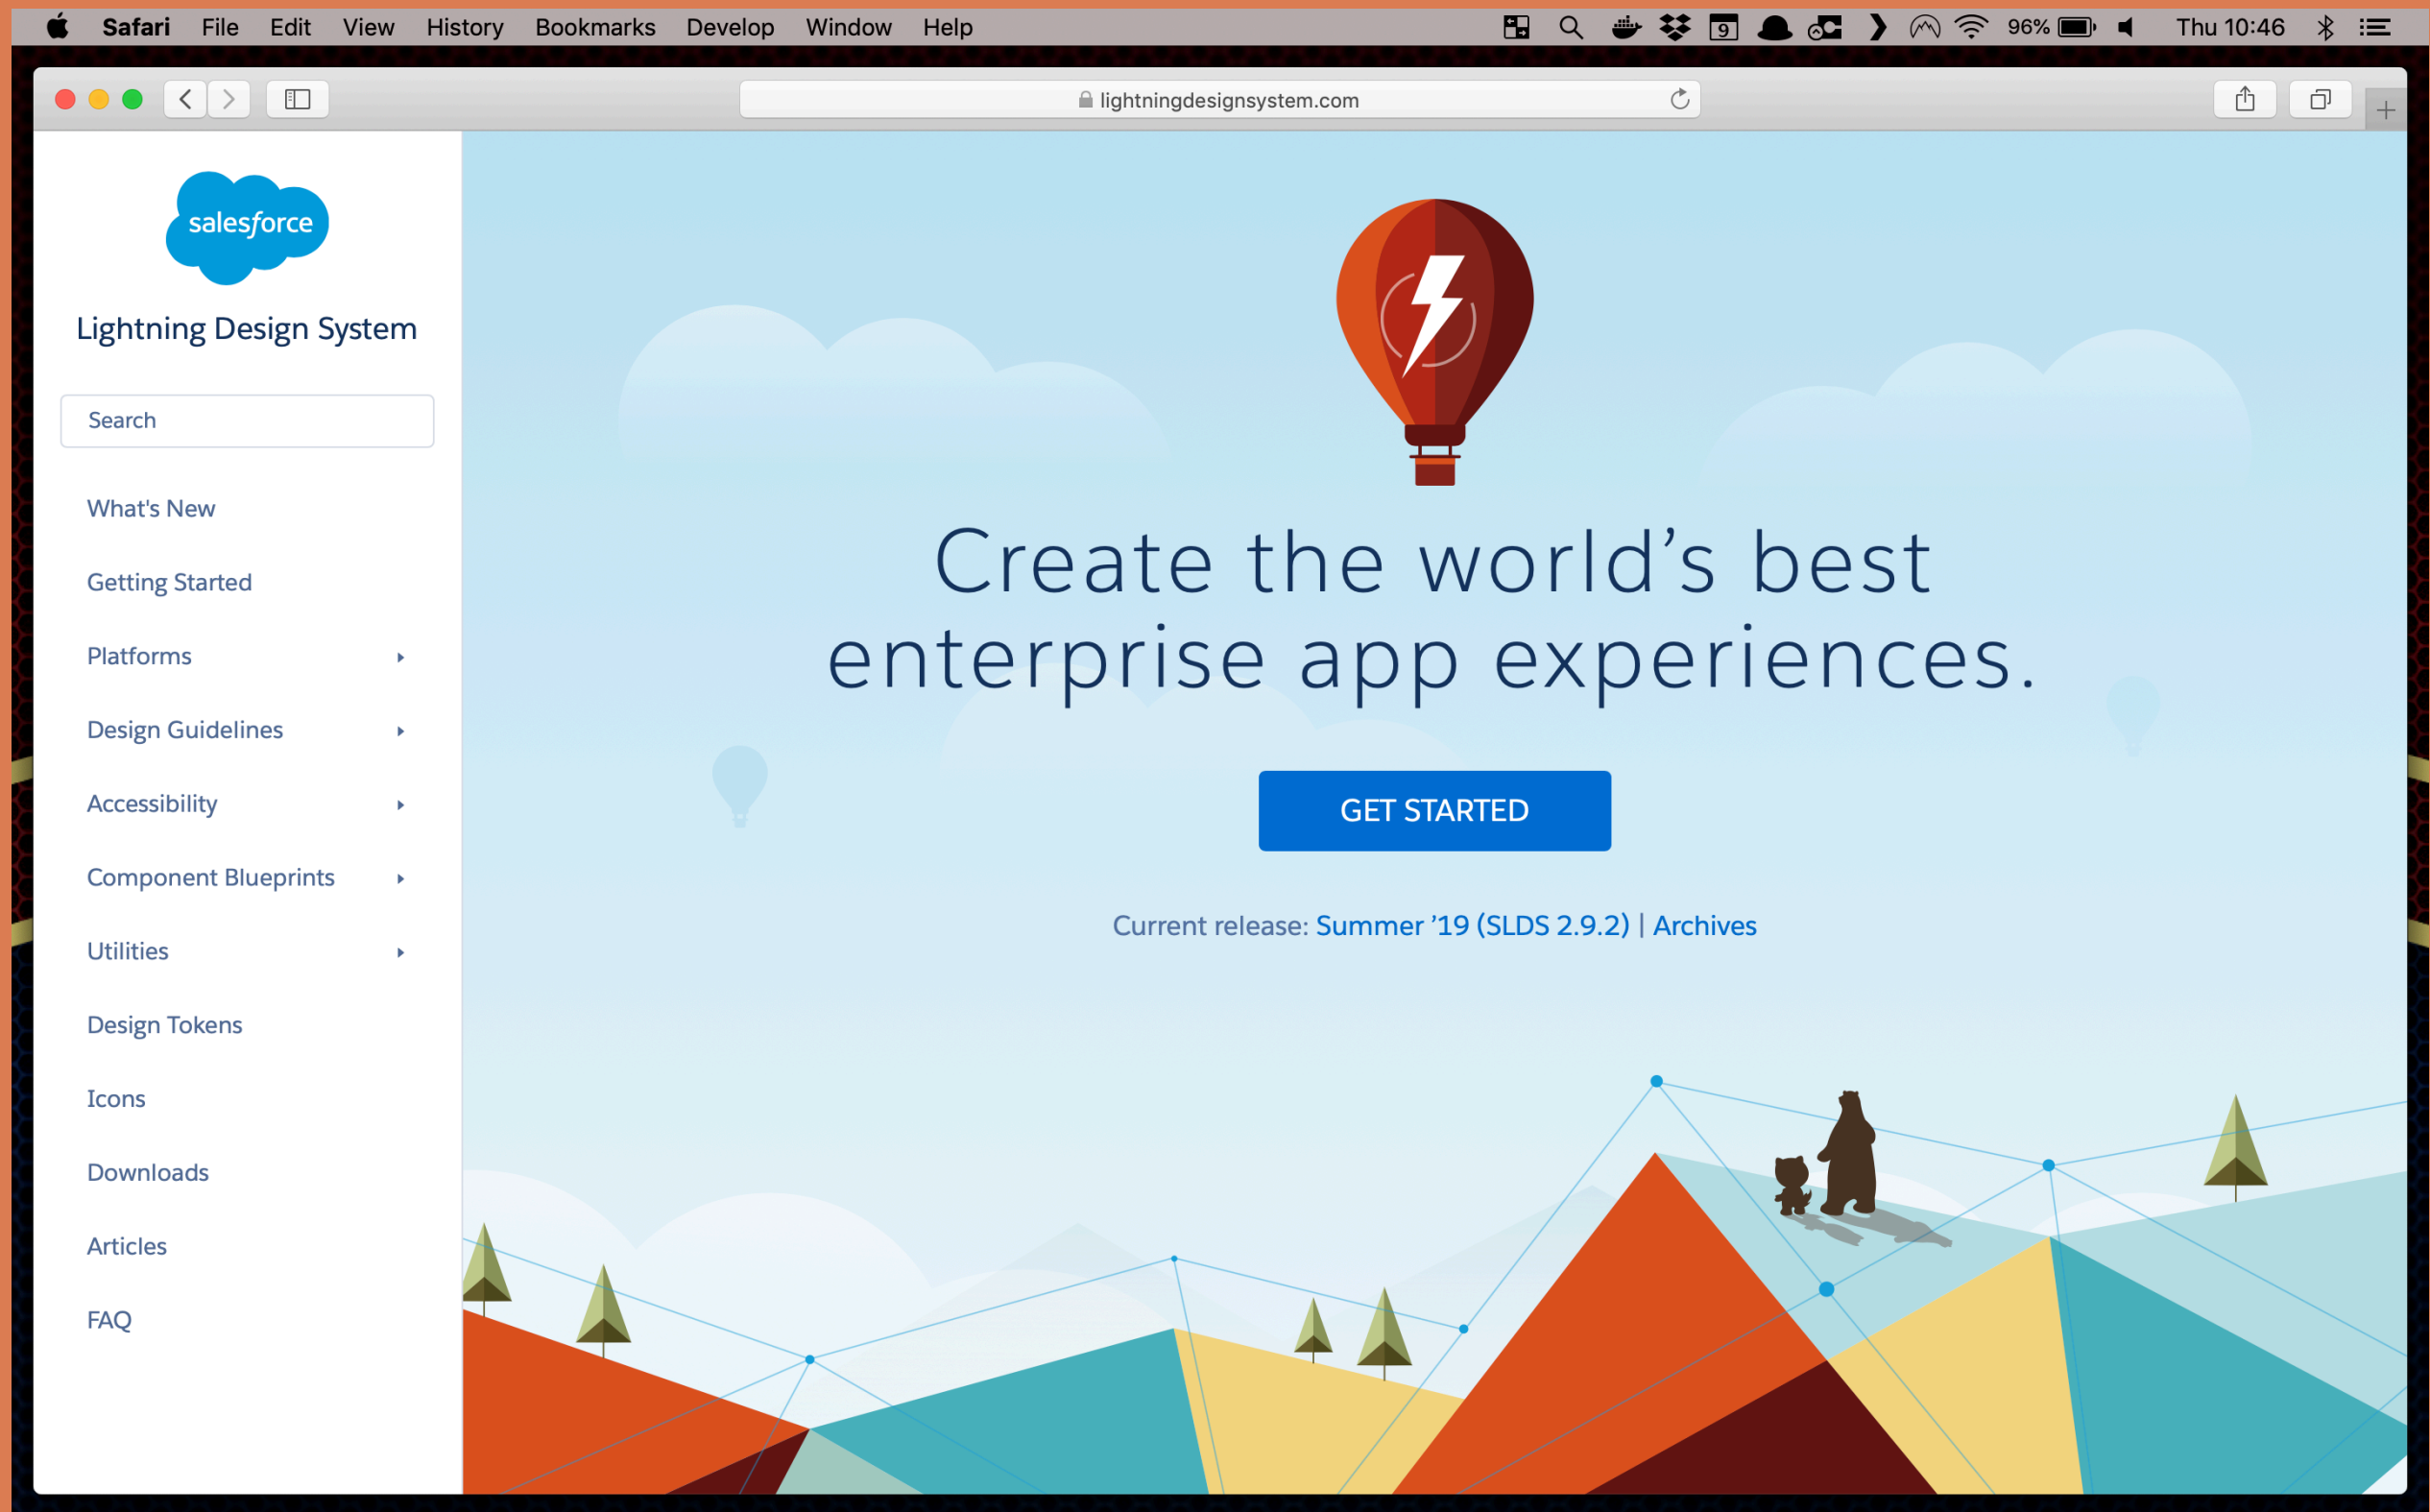 Safari File Edit View History Bookmarks Develop Window Help 9 96% Thu 10:46
lightningdesignsystem.com
salesforce
Lightning Design System
Search
What's New
Getting Started
Platforms
Design Guidelines
Accessibility
Component Blueprints
Utilities
Design Tokens
Icons
Downloads
Articles
FAQ
Create the world’s best
enterprise app experiences.
GET STARTED
Current release: Summer ’19 (SLDS 2.9.2) | Archives